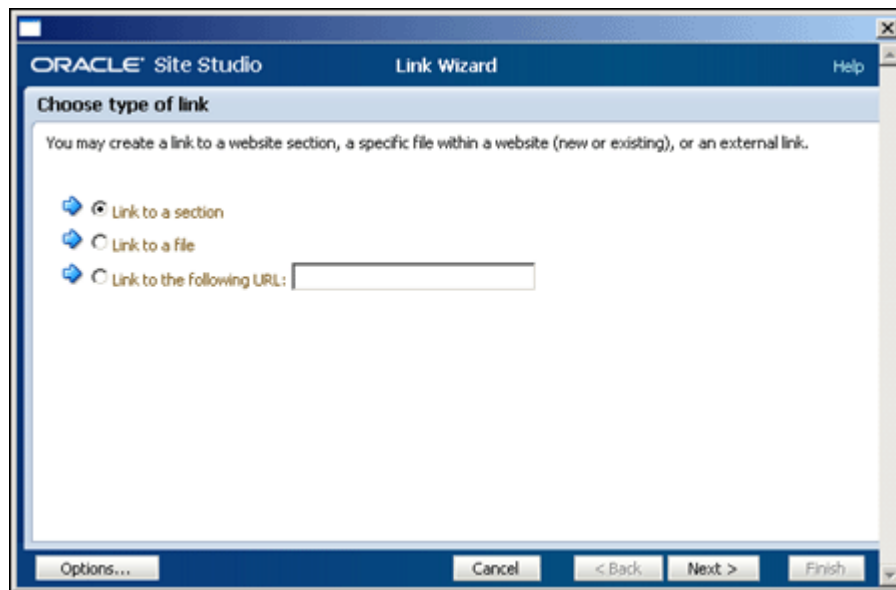 ORACLE® Site Studio Link Wizard Help
Choose type of link
You may create a link to a website section, a specific file within a website (new or existing), or an external link.
Link to a section
Link to a file
Link to the following URL:
Options... Cancel < Back Next > Finish